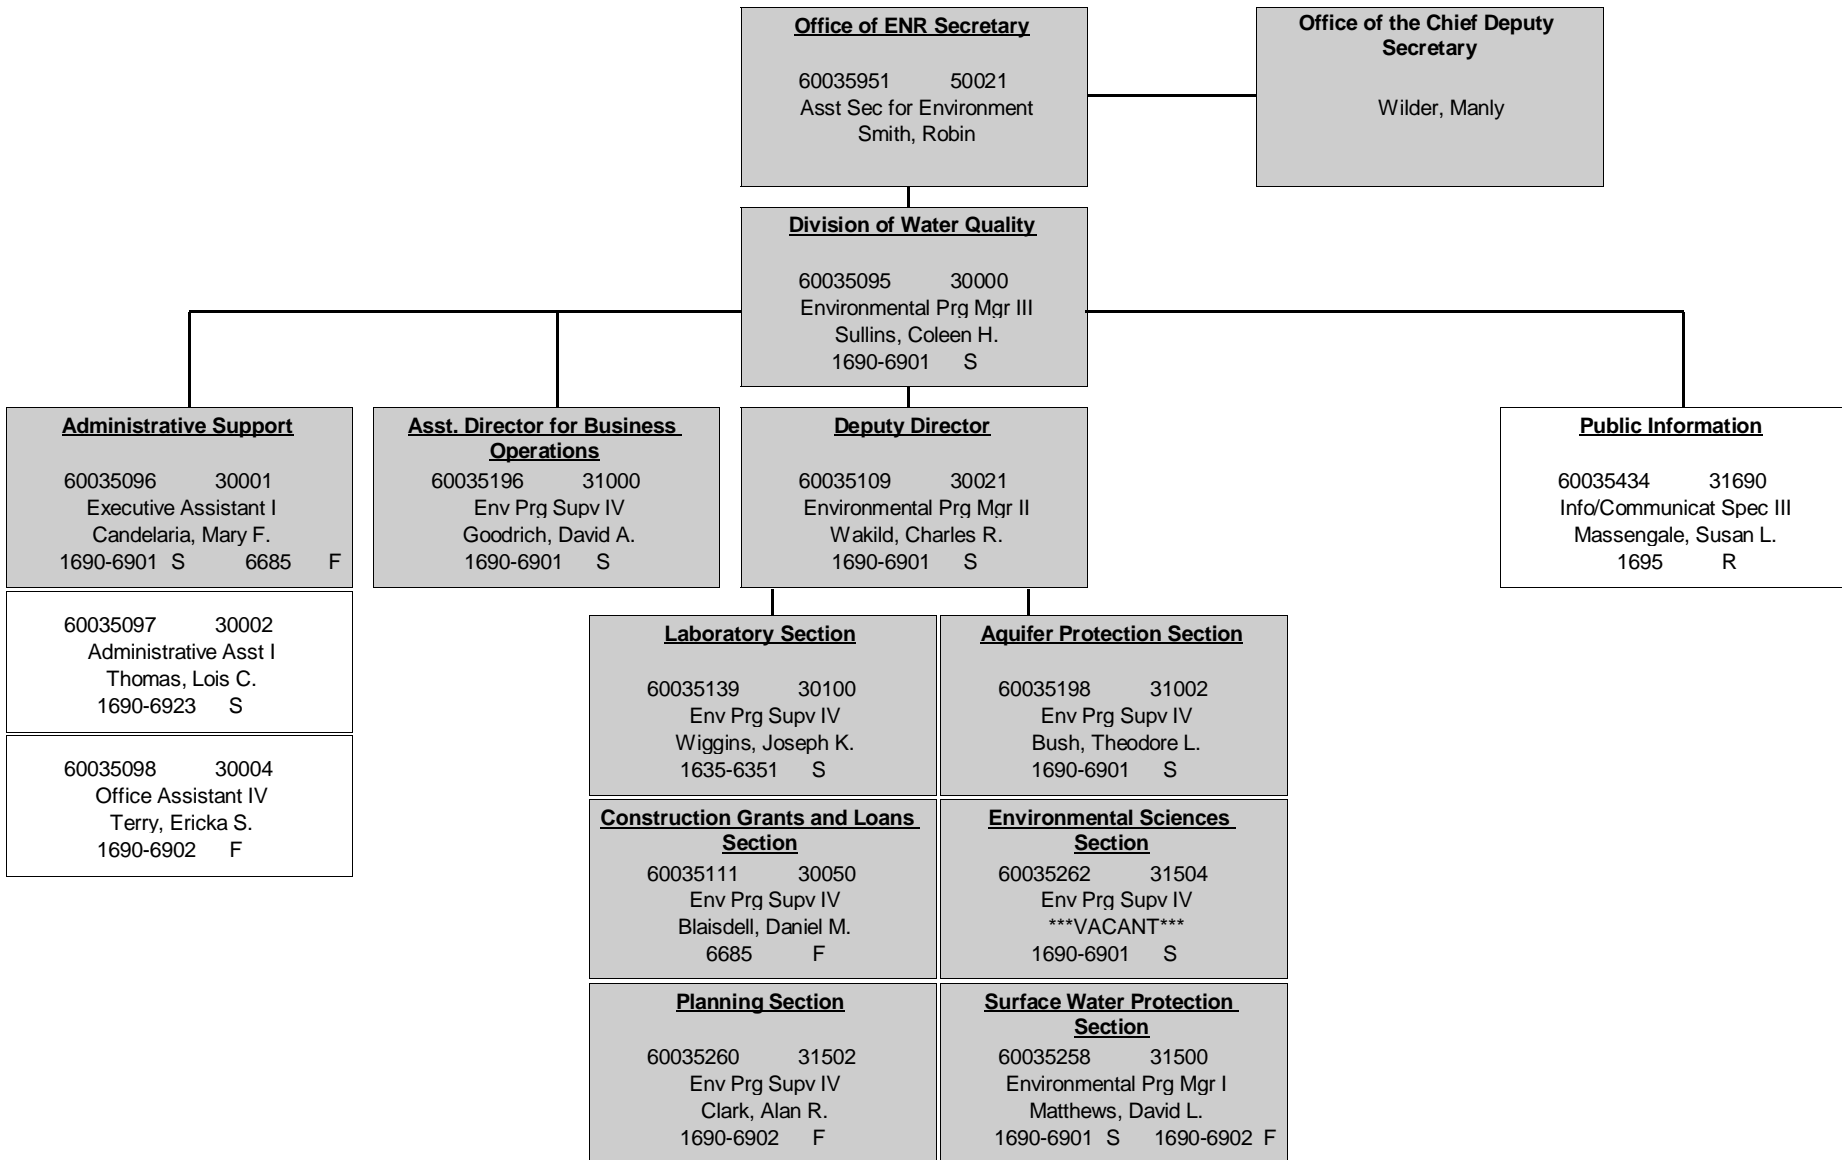 Office of ENR Secretary
60035951 50021
Asst Sec for Environment
Smith, Robin
Office of the Chief Deputy
Secretary
Wilder, Manly
Division of Water Quality
60035095 30000
Environmental Prg Mgr III
Sullins, Coleen H.
1690-6901 S
Administrative Support
60035096 30001
Executive Assistant I
Candelaria, Mary F.
1690-6901 S 6685 F
60035097 30002
Administrative Asst I
Thomas, Lois C.
1690-6923 S
60035098 30004
Office Assistant IV
Terry, Ericka S.
1690-6902 F
Asst. Director for Business
Operations
60035196 31000
Env Prg Supv IV
Goodrich, David A.
1690-6901 S
Deputy Director
60035109 30021
Environmental Prg Mgr II
Wakild, Charles R.
1690-6901 S
Public Information
60035434 31690
Info/Communicat Spec III
Massengale, Susan L.
1695 R
Laboratory Section
60035139 30100
Env Prg Supv IV
Wiggins, Joseph K.
1635-6351 S
Aquifer Protection Section
60035198 31002
Env Prg Supv IV
Bush, Theodore L.
1690-6901 S
Construction Grants and Loans
Section
60035111 30050
Env Prg Supv IV
Blaisdell, Daniel M.
6685 F
Environmental Sciences
Section
60035262 31504
Env Prg Supv IV
***VACANT***
1690-6901 S
Planning Section
60035260 31502
Env Prg Supv IV
Clark, Alan R.
1690-6902 F
Surface Water Protection
Section
60035258 31500
Environmental Prg Mgr I
Matthews, David L.
1690-6901 S 1690-6902 F